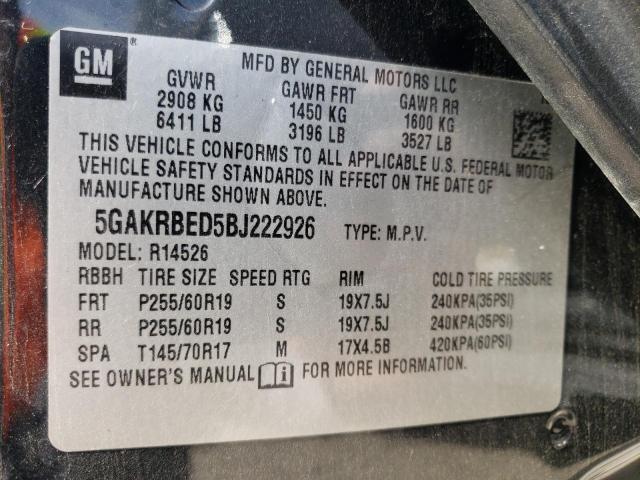 GM
®
MFD BY GENERAL MOTORS LLC
GVWR GAWR FRT GAWR RR
2908 KG 1450 KG 1600 KG
6411 LB 3196 LB 3527 LB
THIS VEHICLE CONFORMS TO ALL APPLICABLE U.S. FEDERAL MOTOR
VEHICLE SAFETY STANDARDS IN EFFECT ON THE DATE OF
MANUFACTURE SHOWN ABOVE.
5GAKRBED5BJ222926 TYPE: M.P.V.
MODEL: R14526
RBBH TIRE SIZE SPEED RTG RIM COLD TIRE PRESSURE
FRT P255/60R19 S 19X7.5J 240KPA(35PSI)
RR P255/60R19 S 19X7.5J 240KPA(35PSI)
SPA T145/70R17 M 17X4.5B 420KPA(60PSI)
SEE OWNER'S MANUAL i FOR MORE INFORMATION.